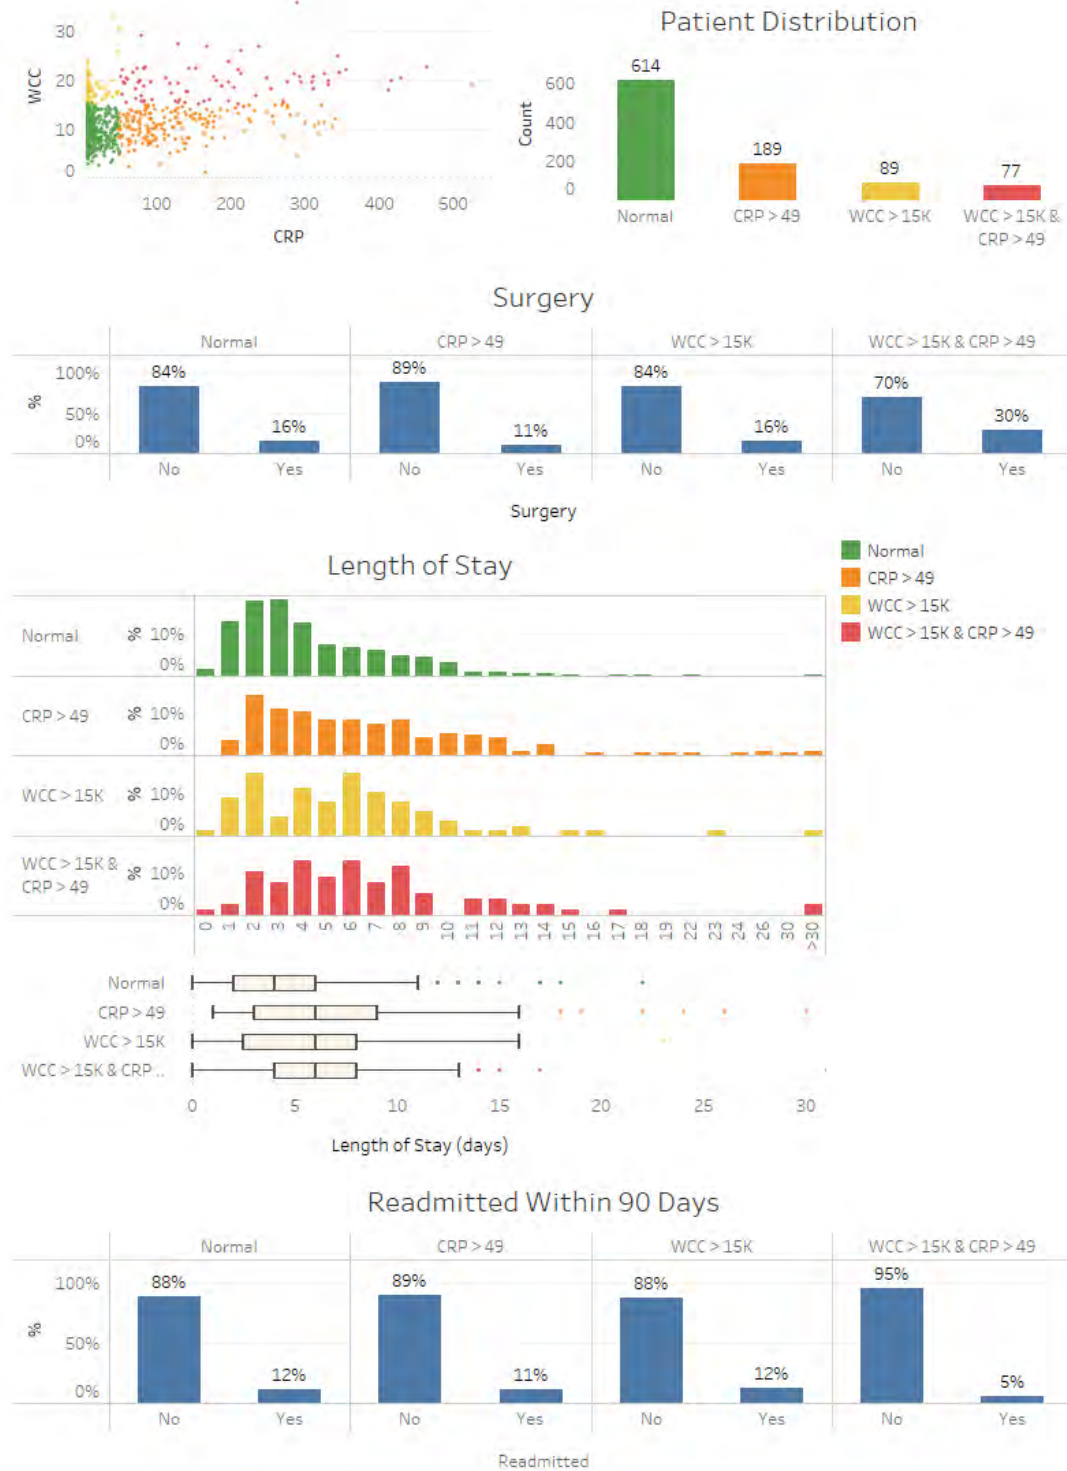 WCC
30
20
10
0
100 200 300 400 500
CRP
Patient Distribution
Count
600
400
200
0
614
189
89
77
Normal
CRP > 49
WCC > 15K
WCC > 15K &
CRP > 49
Surgery
Normal CRP > 49 WCC > 15K WCC > 15K & CRP > 49
%
100%
50%
0%
84% 16% 89% 11% 84% 16% 70% 30%
No Yes No Yes No Yes No Yes
Surgery
Length of Stay
Normal
CRP > 49
WCC > 15K
WCC > 15K & CRP > 49
Normal % 10%
0%
CRP > 49 % 10%
0%
WCC > 15K % 10%
0%
WCC > 15K &
CRP > 49 % 10%
0%
0 1 2 3 4 5 6 7 8 9 10 11 12 13 14 15 16 17 18 19 22 23 24 26 30 >30
Normal
CRP > 49
WCC > 15K
WCC > 15K & CRP ..
0 5 10 15 20 25 30
Length of Stay (days)
Readmitted Within 90 Days
Normal CRP > 49 WCC > 15K WCC > 15K & CRP > 49
%
100%
50%
0%
88% 12% 89% 11% 88% 12% 95% 5%
No Yes No Yes No Yes No Yes
Readmitted